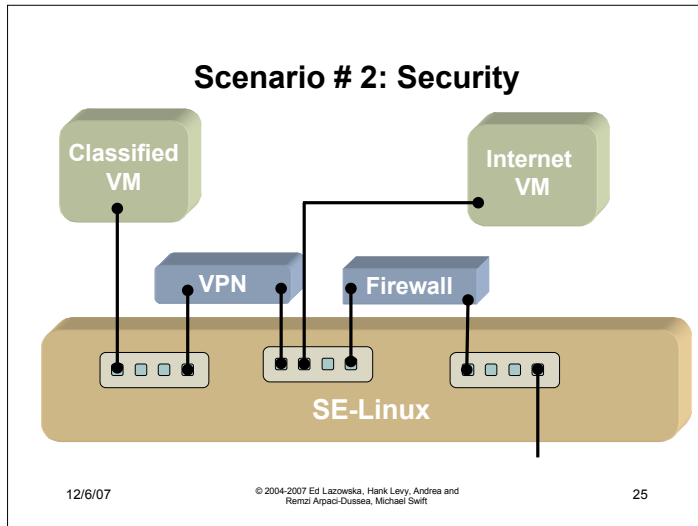 Scenario # 2: Security
Classified
VM
Internet
VM
VPN
Firewall
SE-Linux
12/6/07
© 2004-2007 Ed Lazowska, Hank Levy, Andrea and
Remzi Arpaci-Dussea, Michael Swift
25